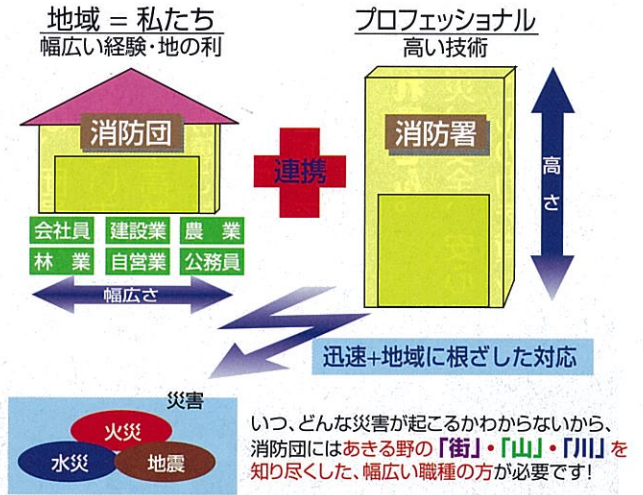 地域 = 私たち
幅広い経験・地の利
プロフェッショナル
高い技術
消防団
連携
消防署
高さ
会社員 建設業 農業
林業 自営業 公務員
幅広さ
迅速+地域に根ざした対応
災害
火災
水災 地震
いつ、どんな災害が起こるかわからないから、
消防団にはあきる野の「街」・「山」・「川」を
知り尽くした、幅広い職種の方が必要です!